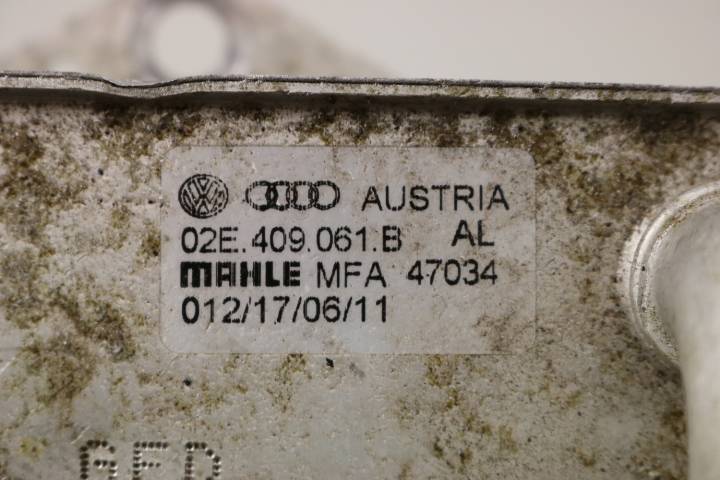 AUSTRIA
02E.409.061.B AL
MAHLE MFA 47034
012/17/06/11